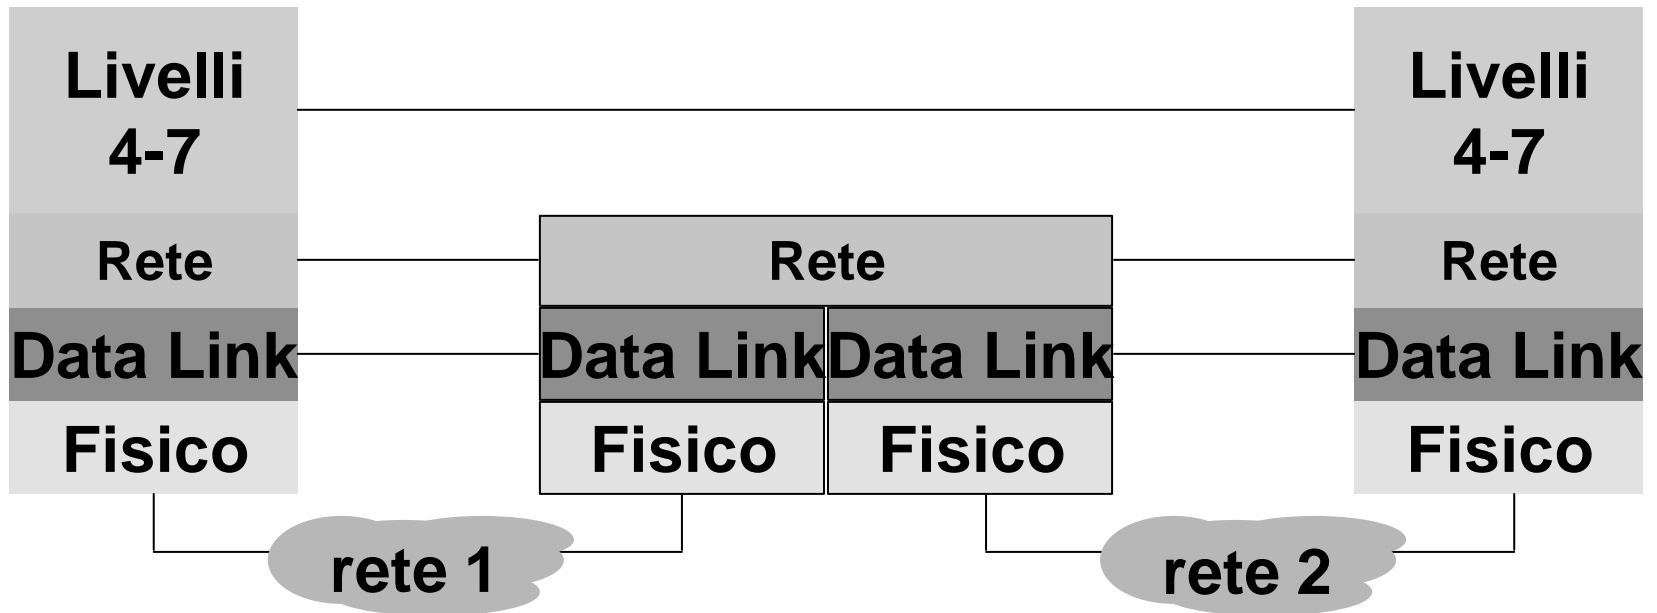 Livelli
4-7
Livelli
4-7
Rete
Rete
Rete
Data Link
Data Link
Data Link
Data Link
Fisico
Fisico
Fisico
Fisico
rete 1
rete 2